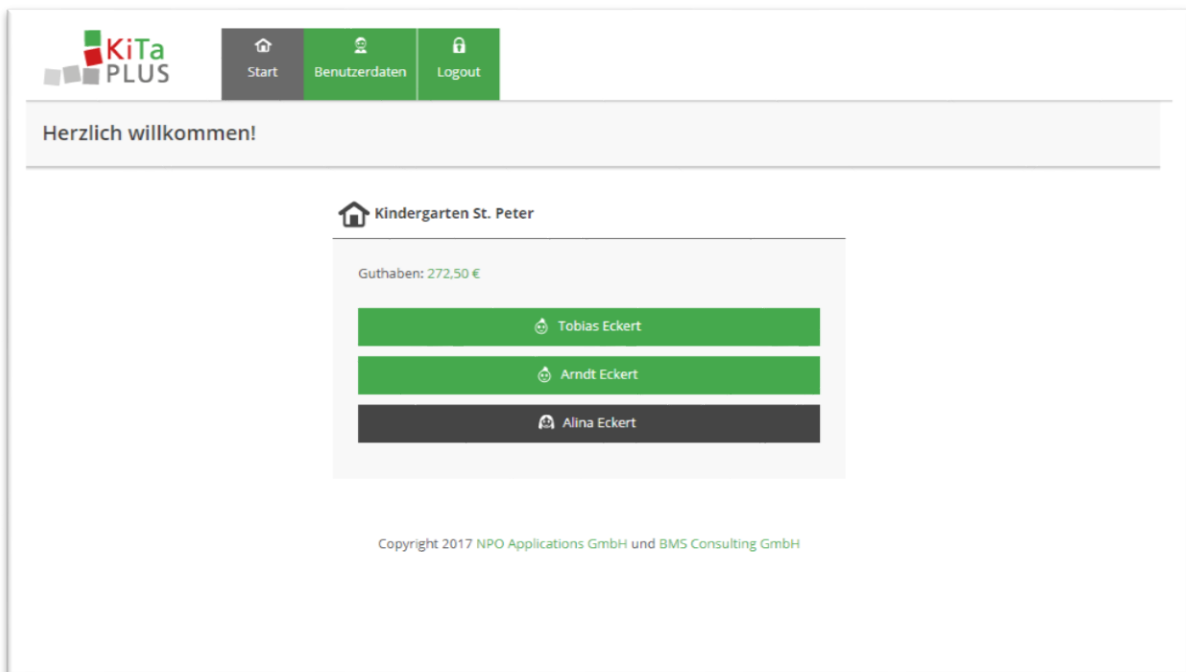 KiTa
PLUS
Start
Benutzerdaten
Logout
Herzlich willkommen!
Kindergarten St. Peter
Guthaben: 272,50 €
Tobias Eckert
Arndt Eckert
Alina Eckert
Copyright 2017 NPO Applications GmbH und BMS Consulting GmbH